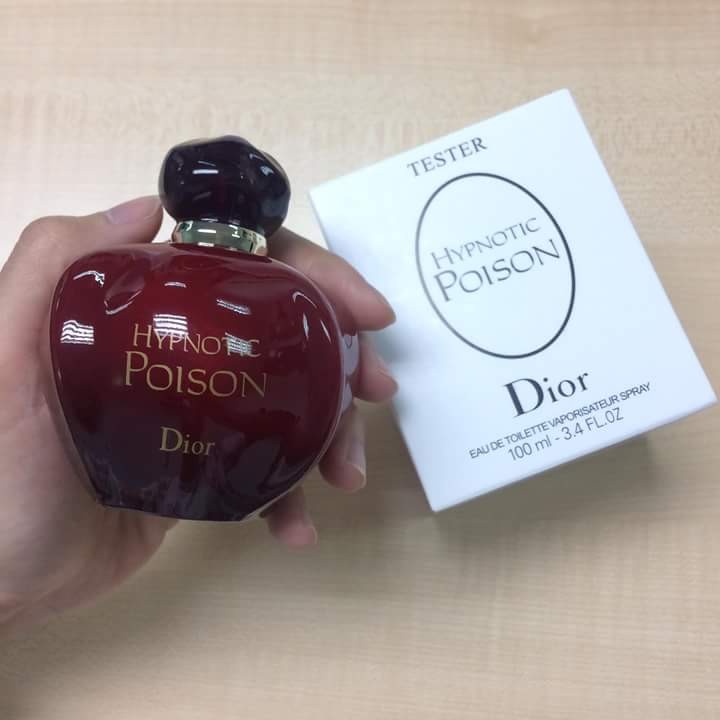 HYPNOTIC
POISON
Dior
TESTER
HYPNOTIC
POISON
Dior
EAU DE TOILETTE VAPORISATEUR SPRAY
100 ml - 3.4 FL.OZ